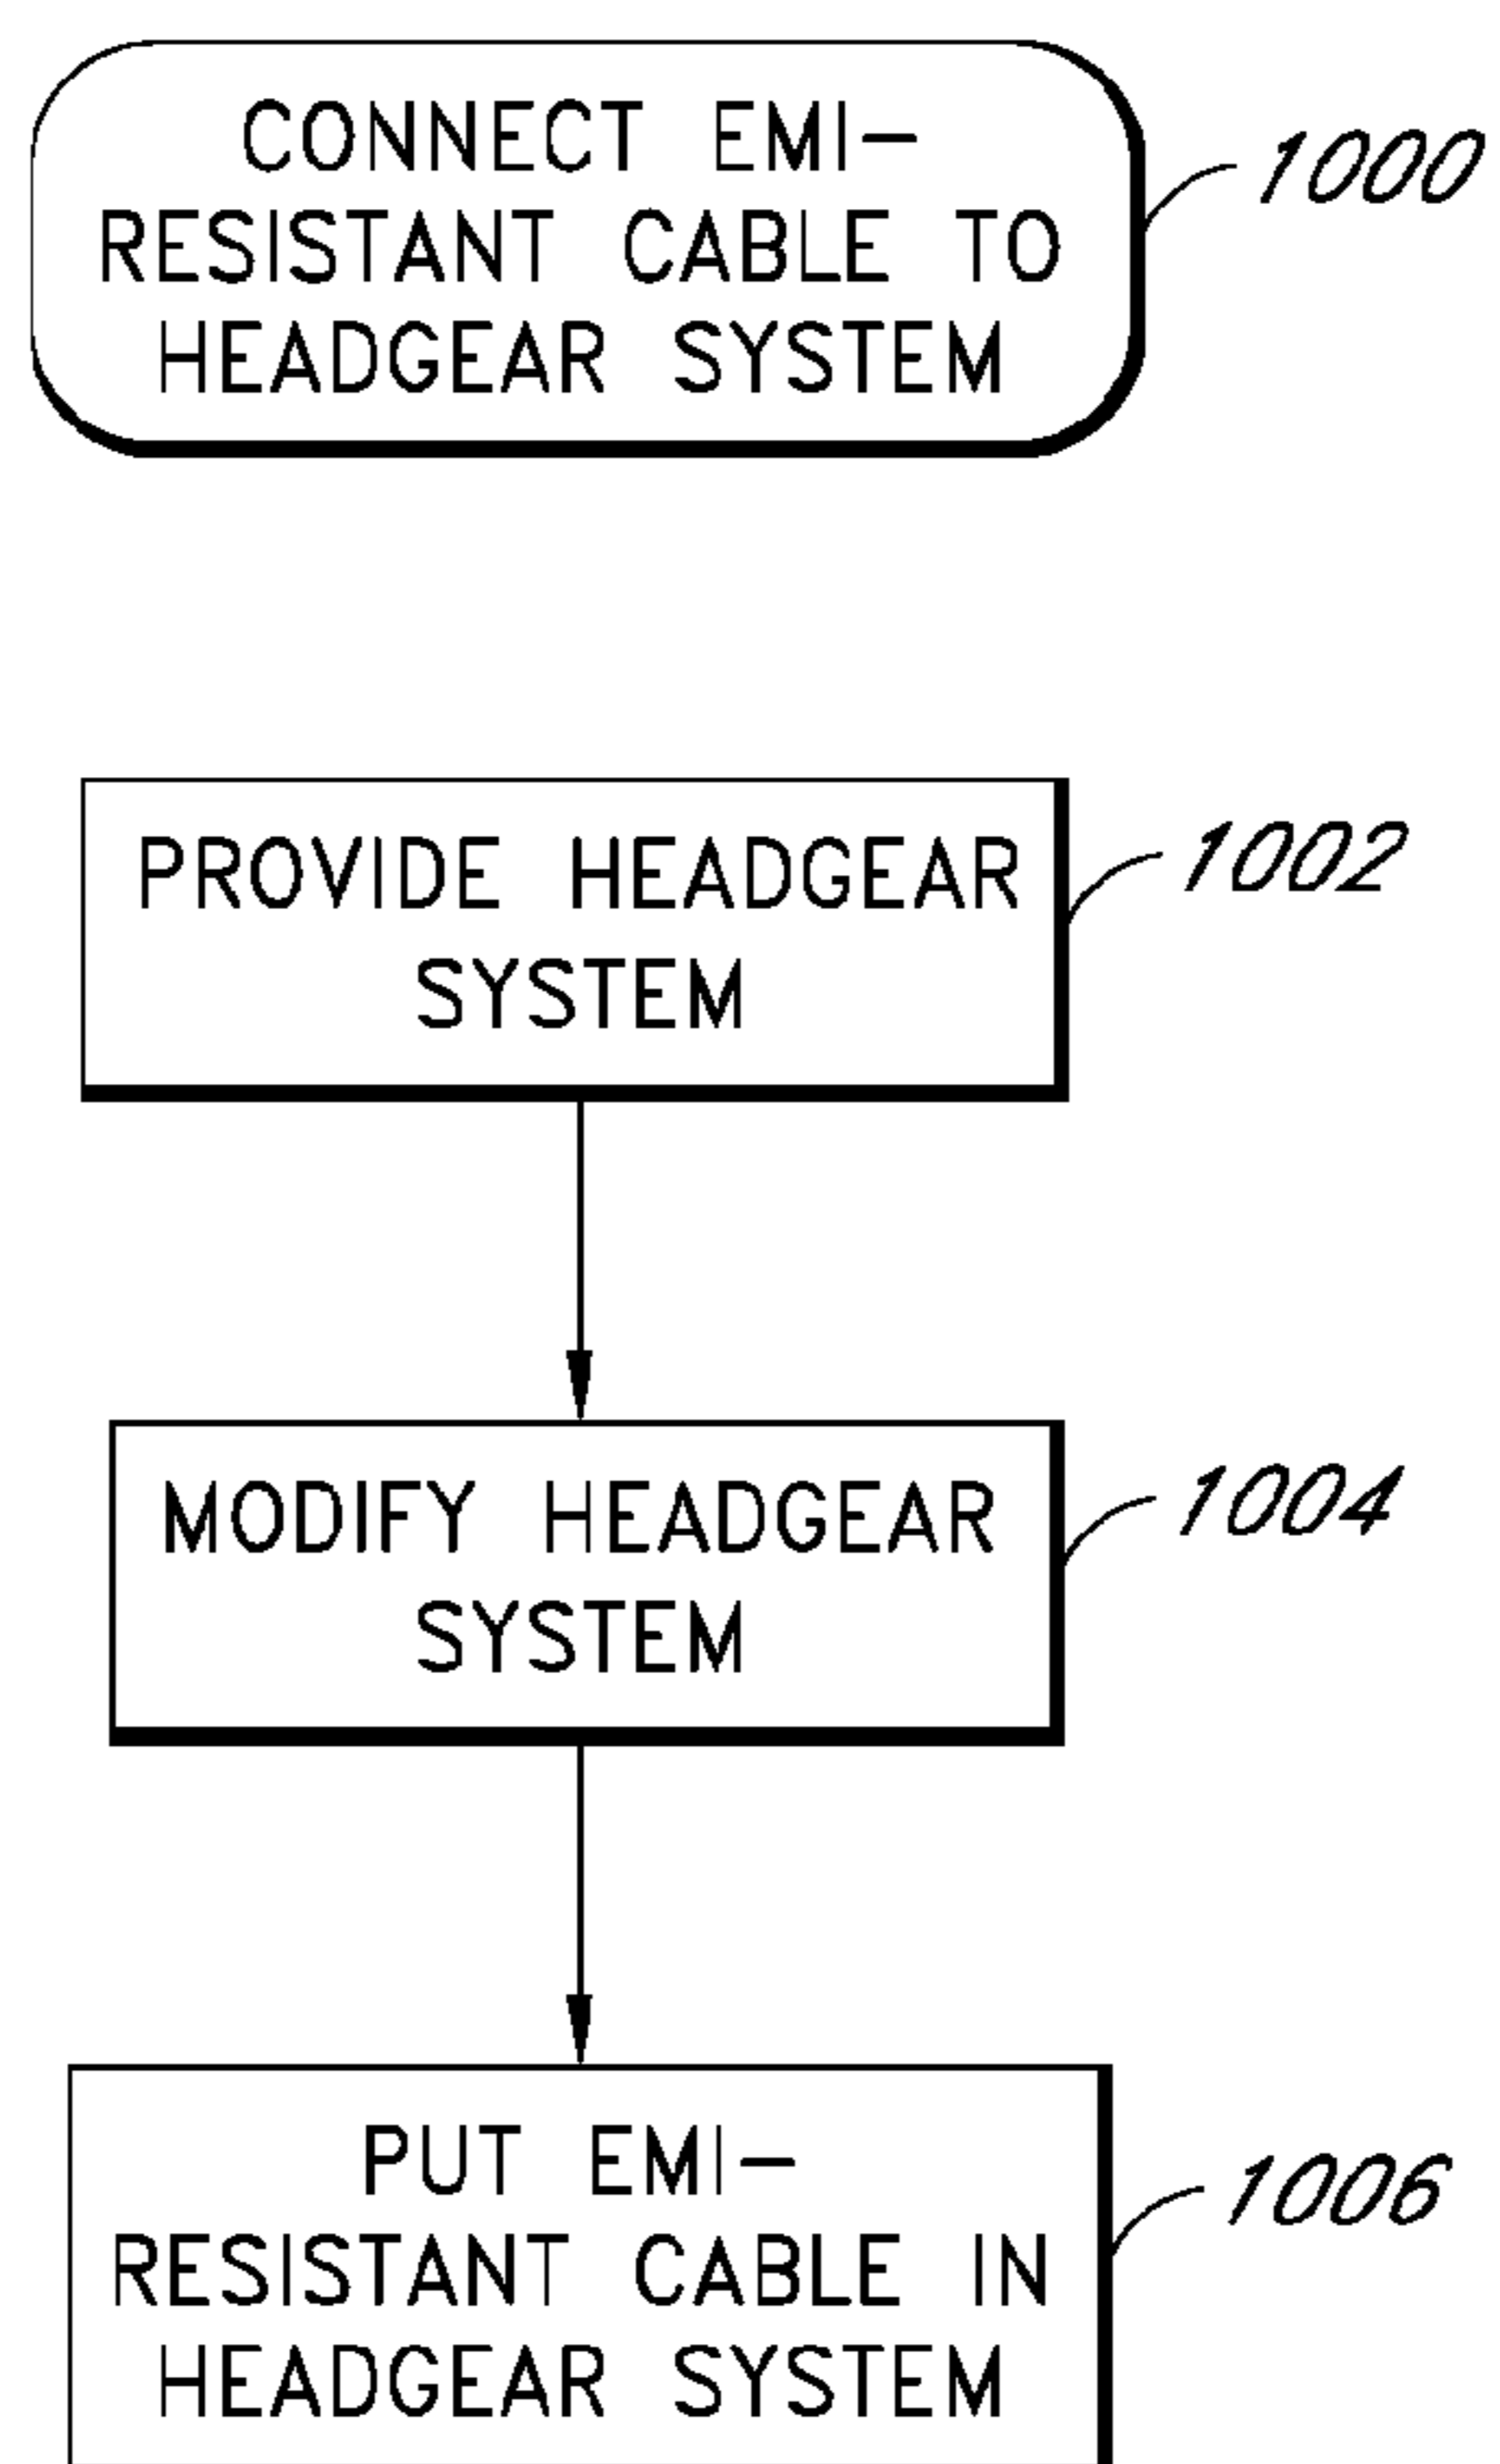 CONNECT EMI-
RESISTANT CABLE TO
HEADGEAR SYSTEM
1000
PROVIDE HEADGEAR
SYSTEM
1002
MODIFY HEADGEAR
SYSTEM
1004
PUT EMI-
RESISTANT CABLE IN
HEADGEAR SYSTEM
1006